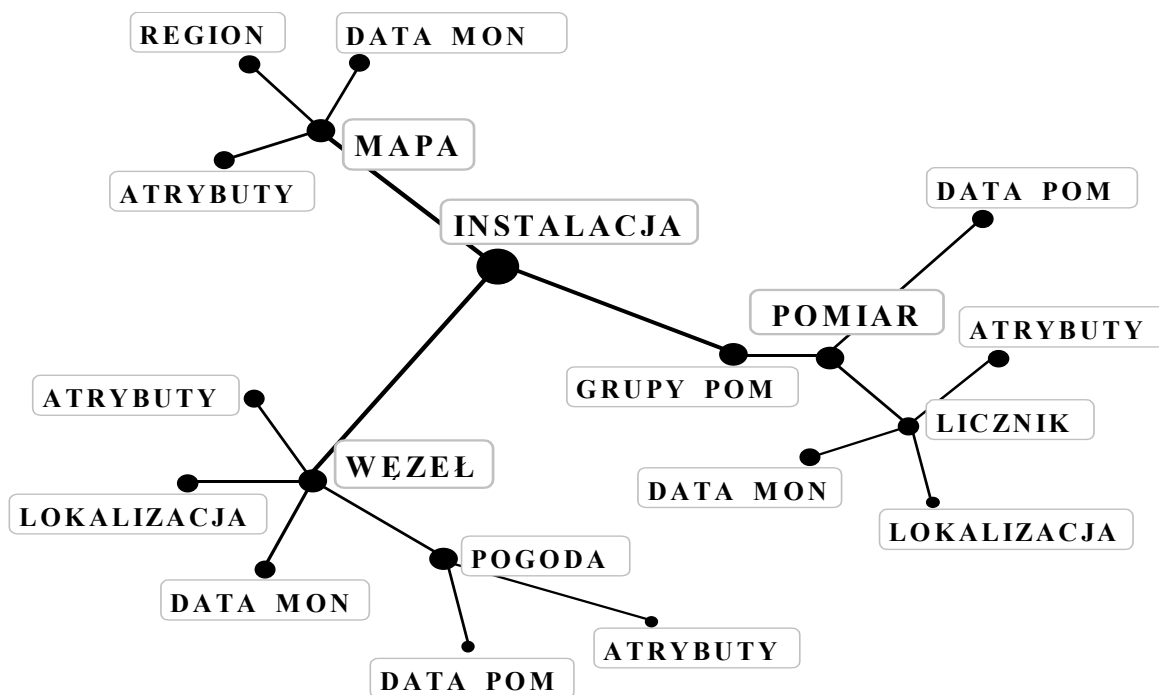 REGION
DATA MON
MAPA
ATRYBUTY
DATA POM
INSTALACJA
POMIAR
ATRYBUTY
GRUPY POM
ATRYBUTY
LICZNIK
WĘZEŁ
DATA MON
LOKALIZACJA
LOKALIZACJA
POGODA
DATA MON
ATRYBUTY
DATA POM